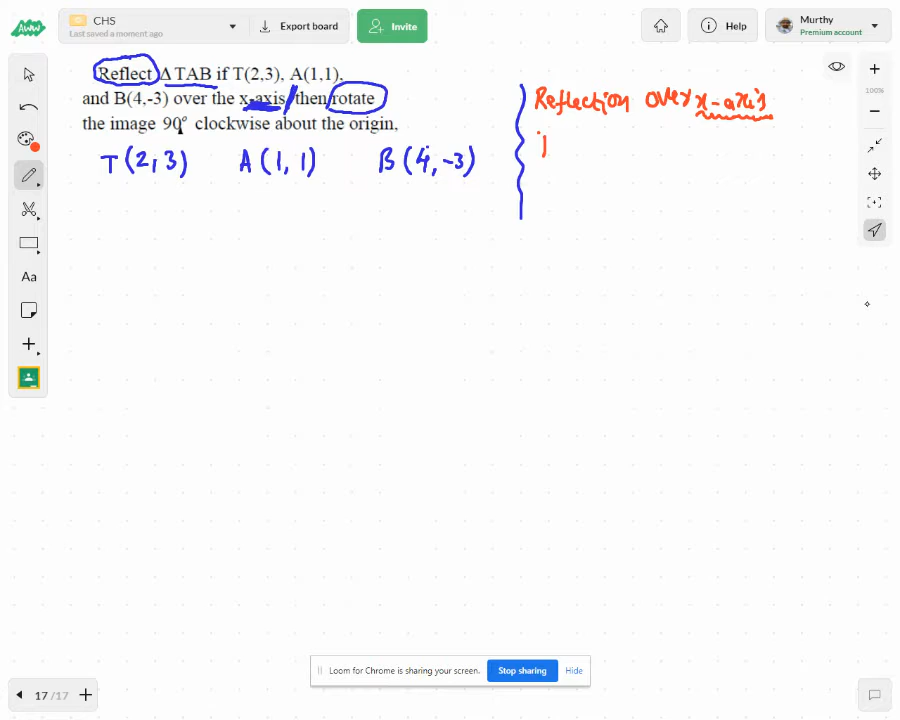 AWW
CHS
Last saved a moment ago
Export board
Invite
Help
Murthy
Premium account
Reflect Δ TAB if T(2,3), A(1,1),
and B(4,-3) over the x-axis, then rotate
the image 90° clockwise about the origin,
T(2,3) A(1,1) B(4,-3)
Reflection over x-axis
100%
Aa
Loom for Chrome is sharing your screen.
Stop sharing
Hide
17 /17